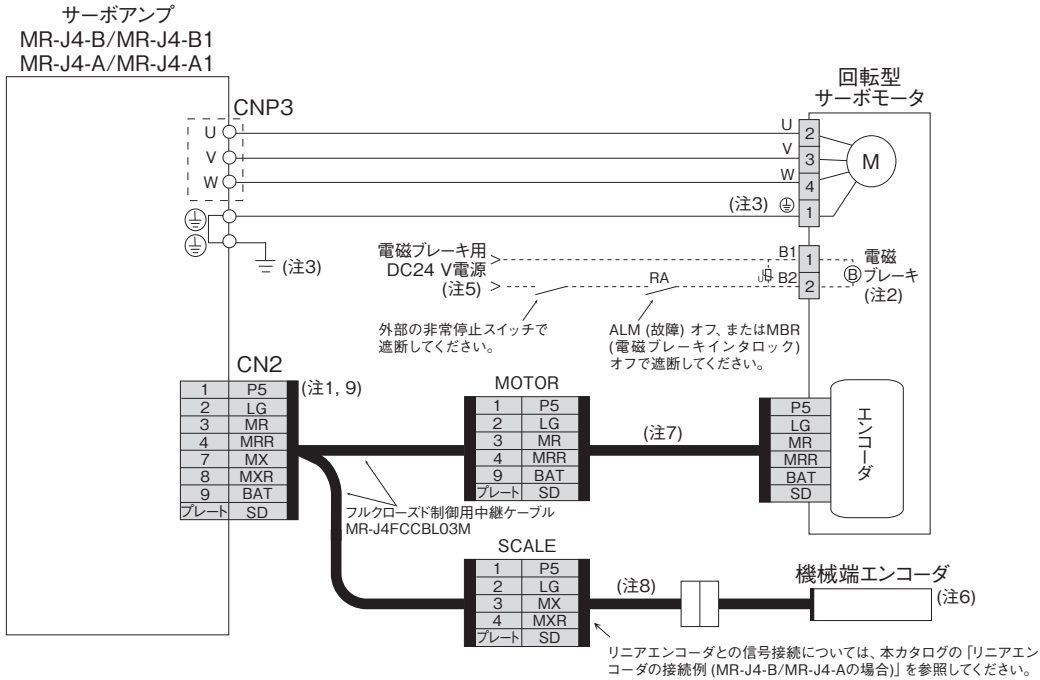 サーボアンプ
MR-J4-B/MR-J4-B1
MR-J4-A/MR-J4-A1
回転型
サーボモータ
CNP3
U
V
W
U
V
W
(注3)
2
3
4
1
M
(注3)
電磁ブレーキ用
DC24 V電源
(注5)
RA
B1
U
B2
1
2
B
電磁
ブレーキ
(注2)
外部の非常停止スイッチで
遮断してください。
ALM (故障) オフ、またはMBR
(電磁ブレーキインタロック)
オフで遮断してください。
CN2
(注1, 9)
1 P5
2 LG
3 MR
4 MRR
7 MX
8 MXR
9 BAT
プレート SD
MOTOR
1 P5
2 LG
3 MR
4 MRR
9 BAT
プレート SD
(注7)
P5
LG
MR
MRR
BAT
SD
エンコーダ
フルクローズド制御用中継ケーブル
MR-J4FCCBL03M
SCALE
1 P5
2 LG
3 MX
4 MXR
プレート SD
(注8)
機械端エンコーダ
(注6)
リニアエンコーダとの信号接続については、本カタログの「リニアエン
コーダの接続例 (MR-J4-B/MR-J4-Aの場合)」を参照してください。